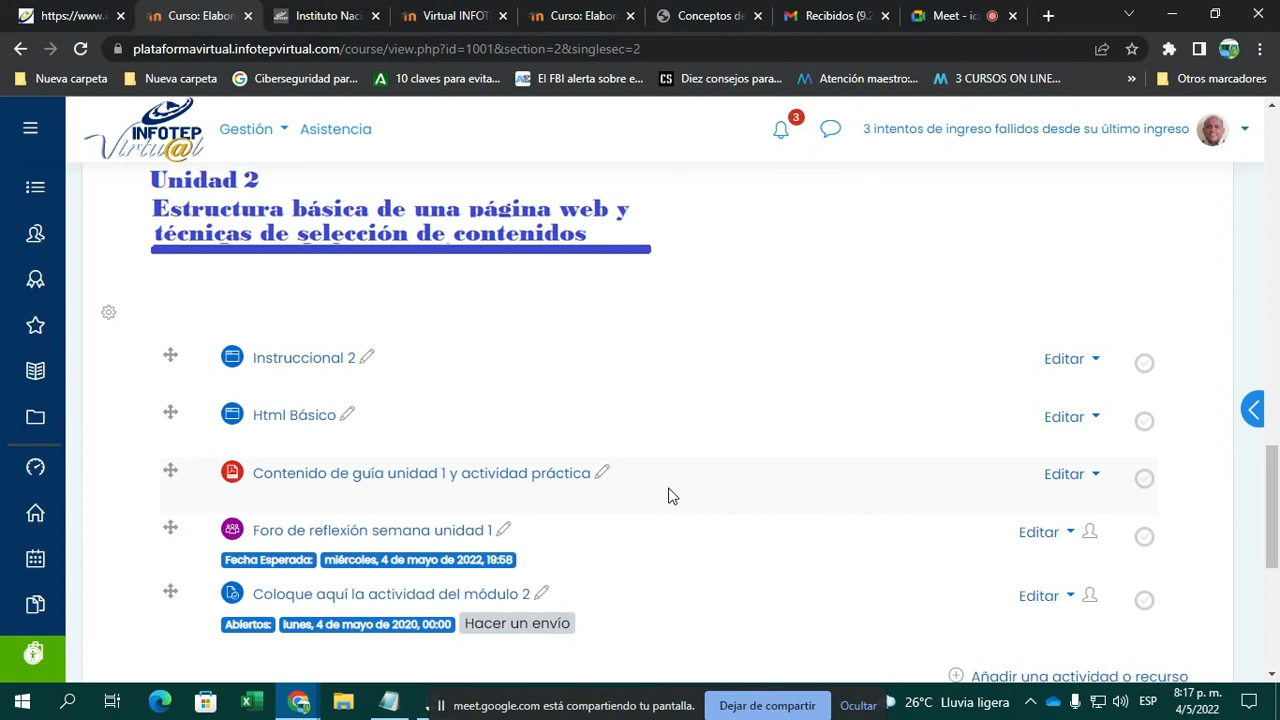 https://www.in
Curso: Elabor
Instituto Naci
Virtual INFOT
Curso: Elabor
Conceptos de
Recibidos (9.2
Meet - ic
plataformavirtual.infotepvirtual.com/course/view.php?id=1001&section=2&singlesec=2
Nueva carpeta
Nueva carpeta
Ciberseguridad par...
10 claves para evita...
El FBI alerta sobre e...
Diez consejos para...
Atención maestro:...
3 CURSOS ON LINE...
»
Otros marcadores
INFOTEP
Virtu@l
Gestión
Asistencia
3
3 intentos de ingreso fallidos desde su último ingreso
Unidad 2
Estructura básica de una página web y
técnicas de selección de contenidos
Instruccional 2
Editar
Html Básico
Editar
Contenido de guía unidad 1 y actividad práctica
Editar
Foro de reflexión semana unidad 1
Editar
Fecha Esperada: miércoles, 4 de mayo de 2022, 19:58
Coloque aquí la actividad del módulo 2
Editar
Abiertos: lunes, 4 de mayo de 2020, 00:00 Hacer un envío
Añadir una actividad o recurso
meet.google.com está compartiendo tu pantalla.
Dejar de compartir
Ocultar
26°C Lluvia ligera
ESP
8:17 p. m.
4/5/2022